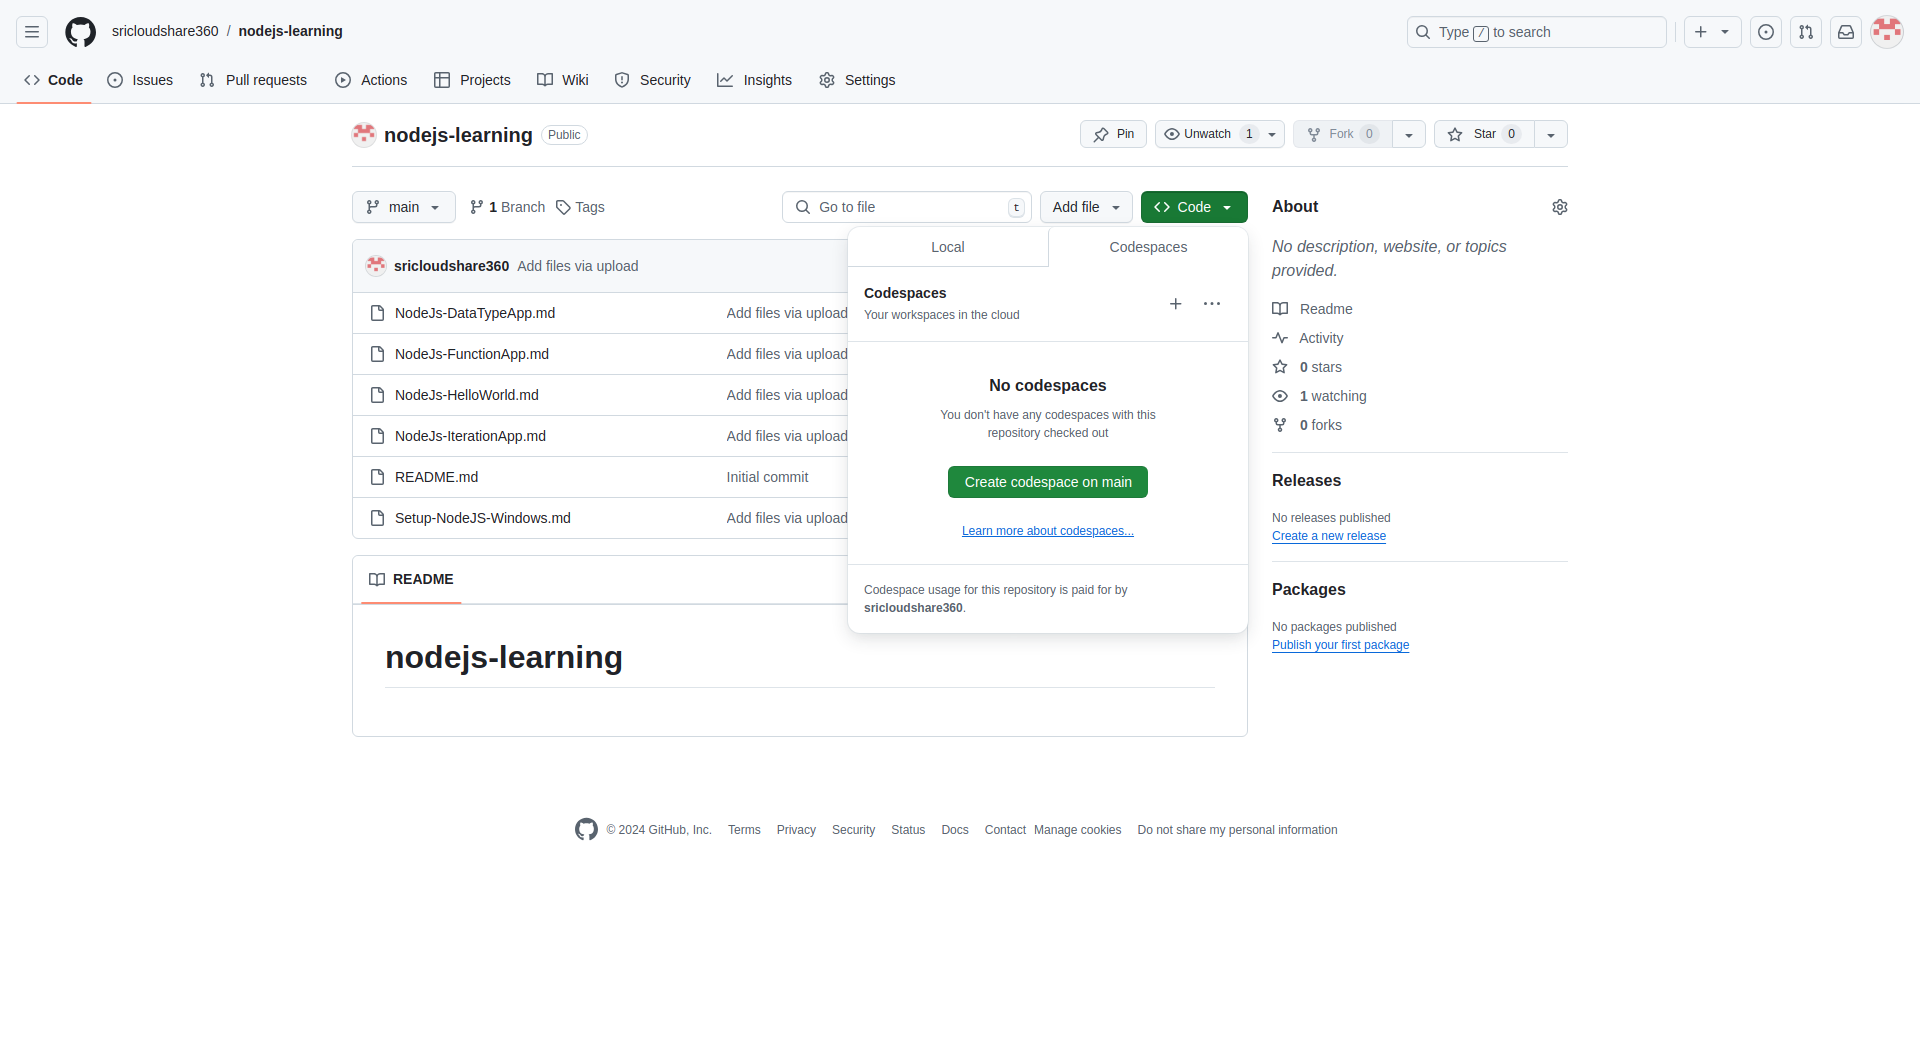 sricloudshare360 / nodejs-learning
Type / to search
Code Issues Pull requests Actions Projects Wiki Security Insights Settings
nodejs-learning Public
Pin Unwatch 1 Fork 0 Star 0
main 1 Branch Tags
Go to file t
Add file
Code
sricloudshare360 Add files via upload
NodeJs-DataTypeApp.md Add files via upload
NodeJs-FunctionApp.md Add files via upload
NodeJs-HelloWorld.md Add files via upload
NodeJs-IterationApp.md Add files via upload
README.md Initial commit
Setup-NodeJS-Windows.md Add files via upload
Local Codespaces
Codespaces
Your workspaces in the cloud
No codespaces
You don't have any codespaces with this
repository checked out
Create codespace on main
Learn more about codespaces...
Codespace usage for this repository is paid for by
sricloudshare360.
README
nodejs-learning
About
No description, website, or topics
provided.
Readme
Activity
0 stars
1 watching
0 forks
Releases
No releases published
Create a new release
Packages
No packages published
Publish your first package
© 2024 GitHub, Inc. Terms Privacy Security Status Docs Contact Manage cookies Do not share my personal information